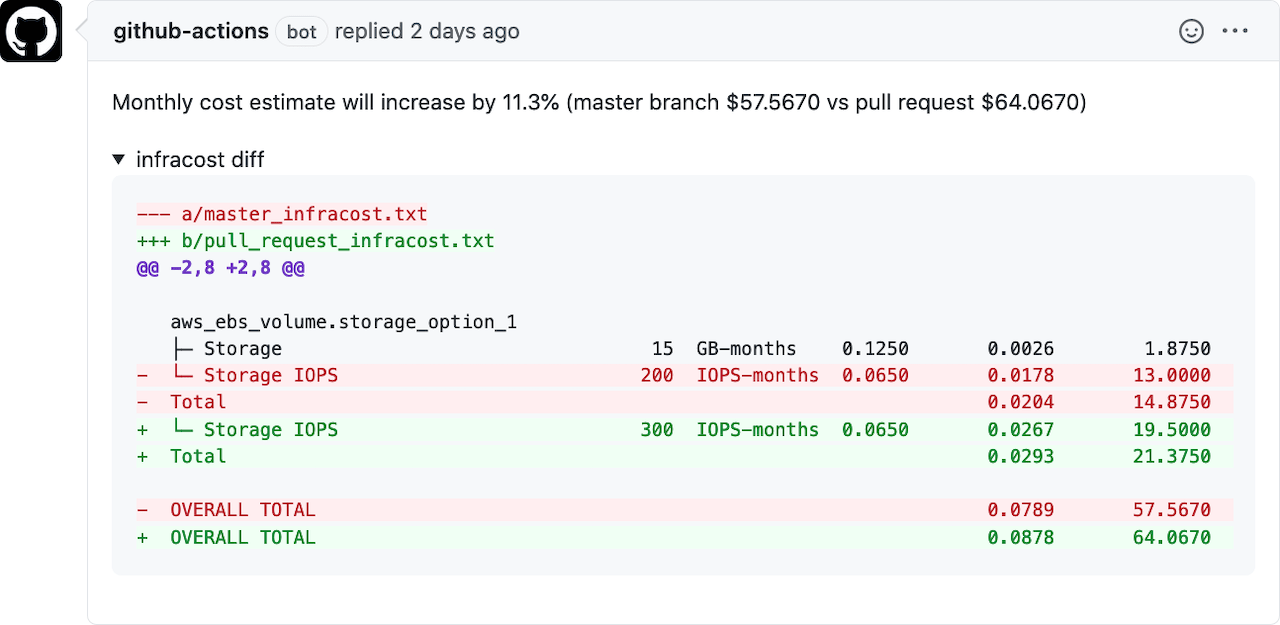 github-actions bot replied 2 days ago
Monthly cost estimate will increase by 11.3% (master branch $57.5670 vs pull request $64.0670)
▼ infracost diff
--- a/master_infracost.txt
+++ b/pull_request_infracost.txt
@@ -2,8 +2,8 @@
aws_ebs_volume.storage_option_1
├─ Storage 15 GB-months 0.1250 0.0026 1.8750
- └─ Storage IOPS 200 IOPS-months 0.0650 0.0178 13.0000
- Total 0.0204 14.8750
+ └─ Storage IOPS 300 IOPS-months 0.0650 0.0267 19.5000
+ Total 0.0293 21.3750
- OVERALL TOTAL 0.0789 57.5670
+ OVERALL TOTAL 0.0878 64.0670